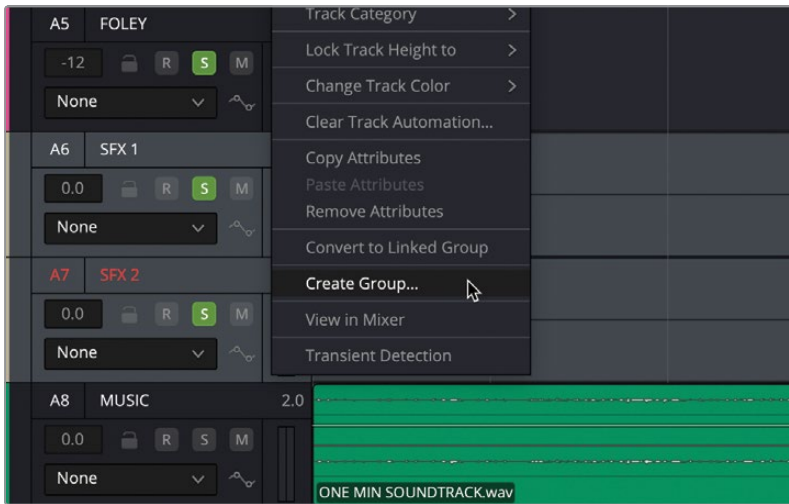 A5 FOLEY
-12 R S M
None
A6 SFX 1
0.0 R S M
None
A7 SFX 2
0.0 R S M
None
A8 MUSIC 2.0
0.0 R S M
None
Track Category
Lock Track Height to
Change Track Color
Clear Track Automation...
Copy Attributes
Paste Attributes
Remove Attributes
Convert to Linked Group
Create Group...
View in Mixer
Transient Detection
ONE MIN SOUNDTRACK.wav